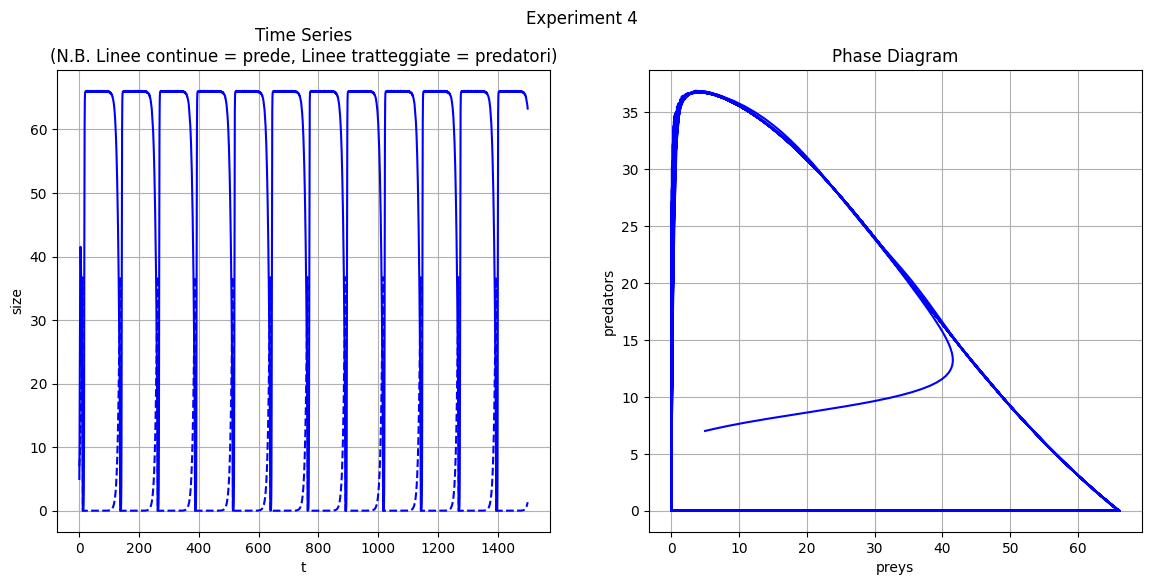 Experiment 4
Time Series
(N.B. Linee continue = prede, Linee tratteggiate = predatori)
size
60
50
40
30
20
10
0
0 200 400 600 800 1000 1200 1400
t
Phase Diagram
predators
35
30
25
20
15
10
5
0
0 10 20 30 40 50 60
preys